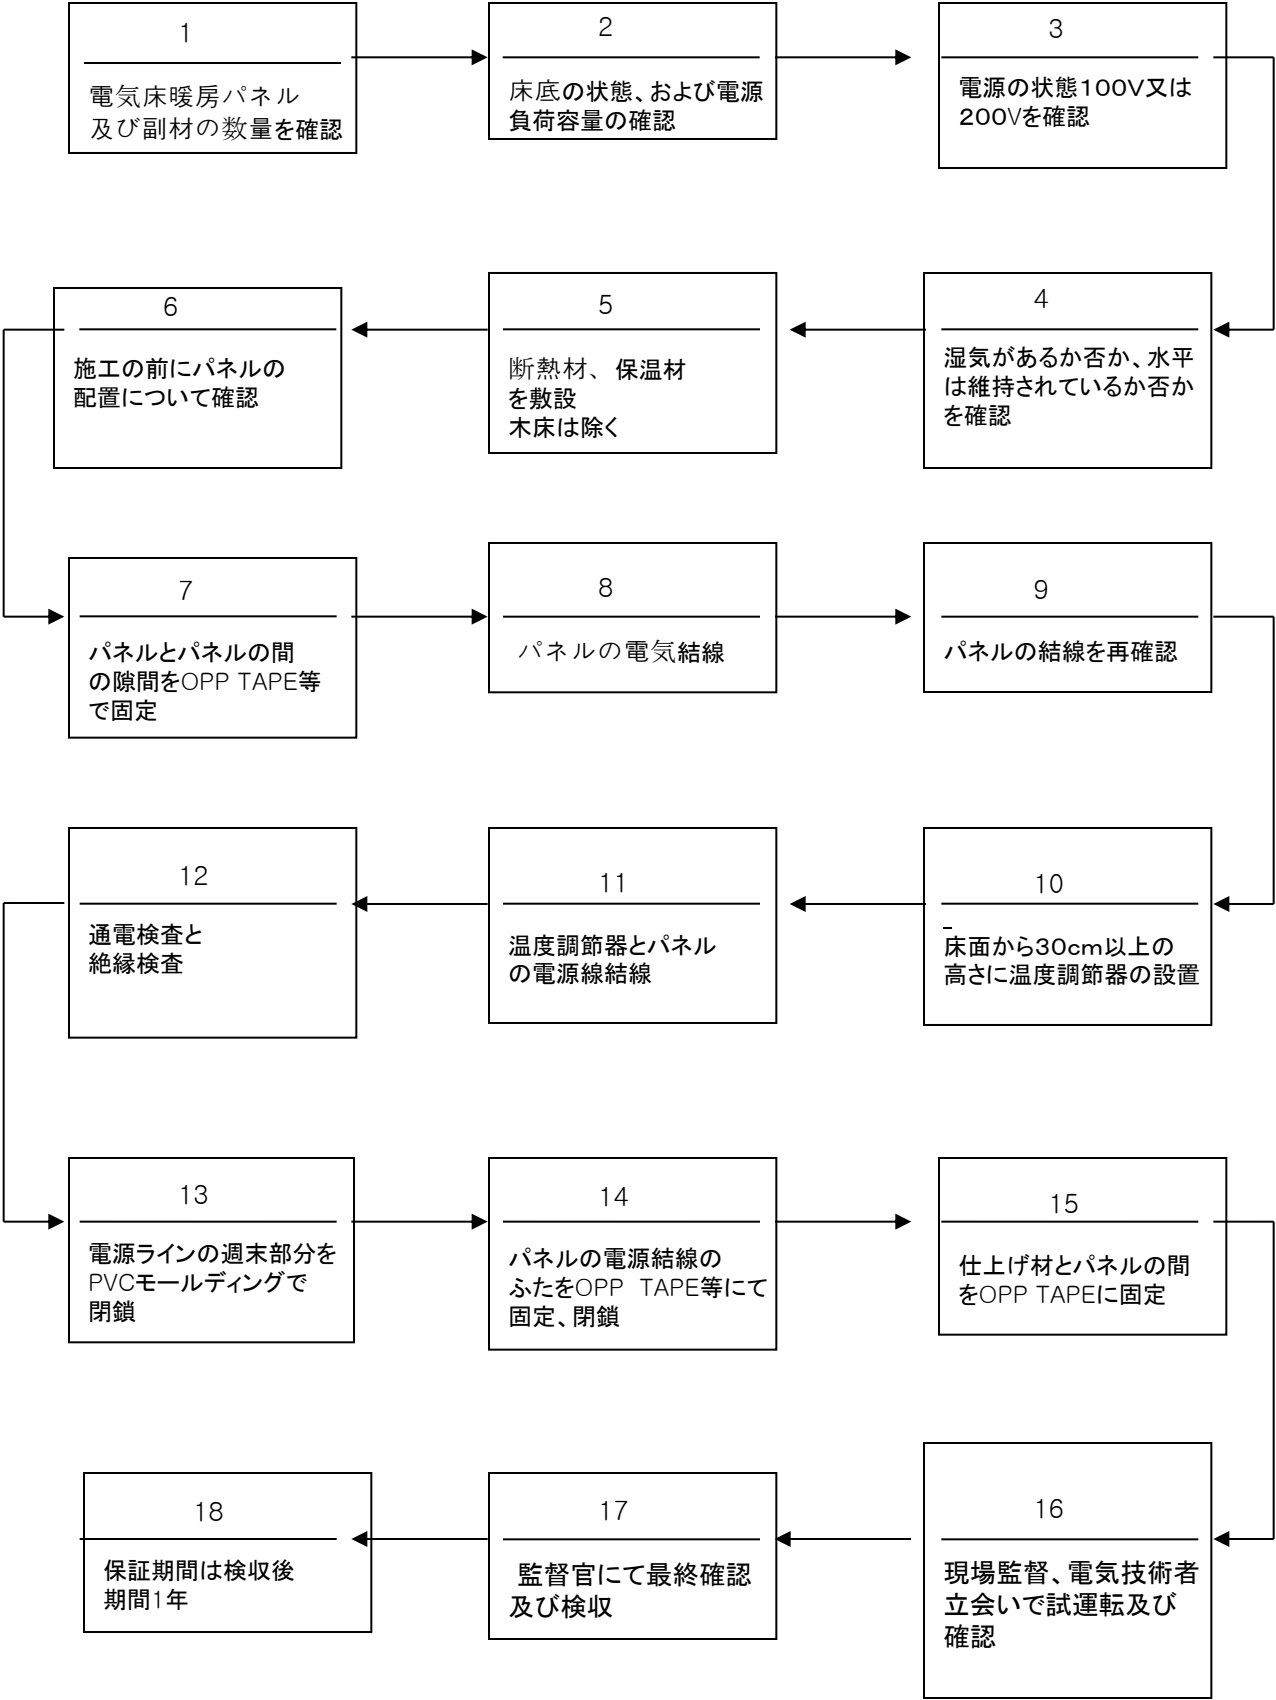 1
電気床暖房パネル
及び副材の数量を確認
2
床底の状態、および電源
負荷容量の確認
3
電源の状態100V又は
200Vを確認
4
湿気があるか否か、水平
は維持されているか否か
を確認
5
断熱材、保温材
を敷設
木床は除く
6
施工の前にパネルの
配置について確認
7
パネルとパネルの間
の隙間をOPP TAPE等
で固定
8
パネルの電気結線
9
パネルの結線を再確認
10
床面から30cm以上の
高さに温度調節器の設置
11
温度調節器とパネル
の電源線結線
12
通電検査と
絶縁検査
13
電源ラインの週末部分を
PVCモールディングで
閉鎖
14
パネルの電源結線の
ふたをOPP TAPE等にて
固定、閉鎖
15
仕上げ材とパネルの間
をOPP TAPEに固定
16
現場監督、電気技術者
立会いで試運転及び
確認
17
監督官にて最終確認
及び検収
18
保証期間は検収後
期間1年